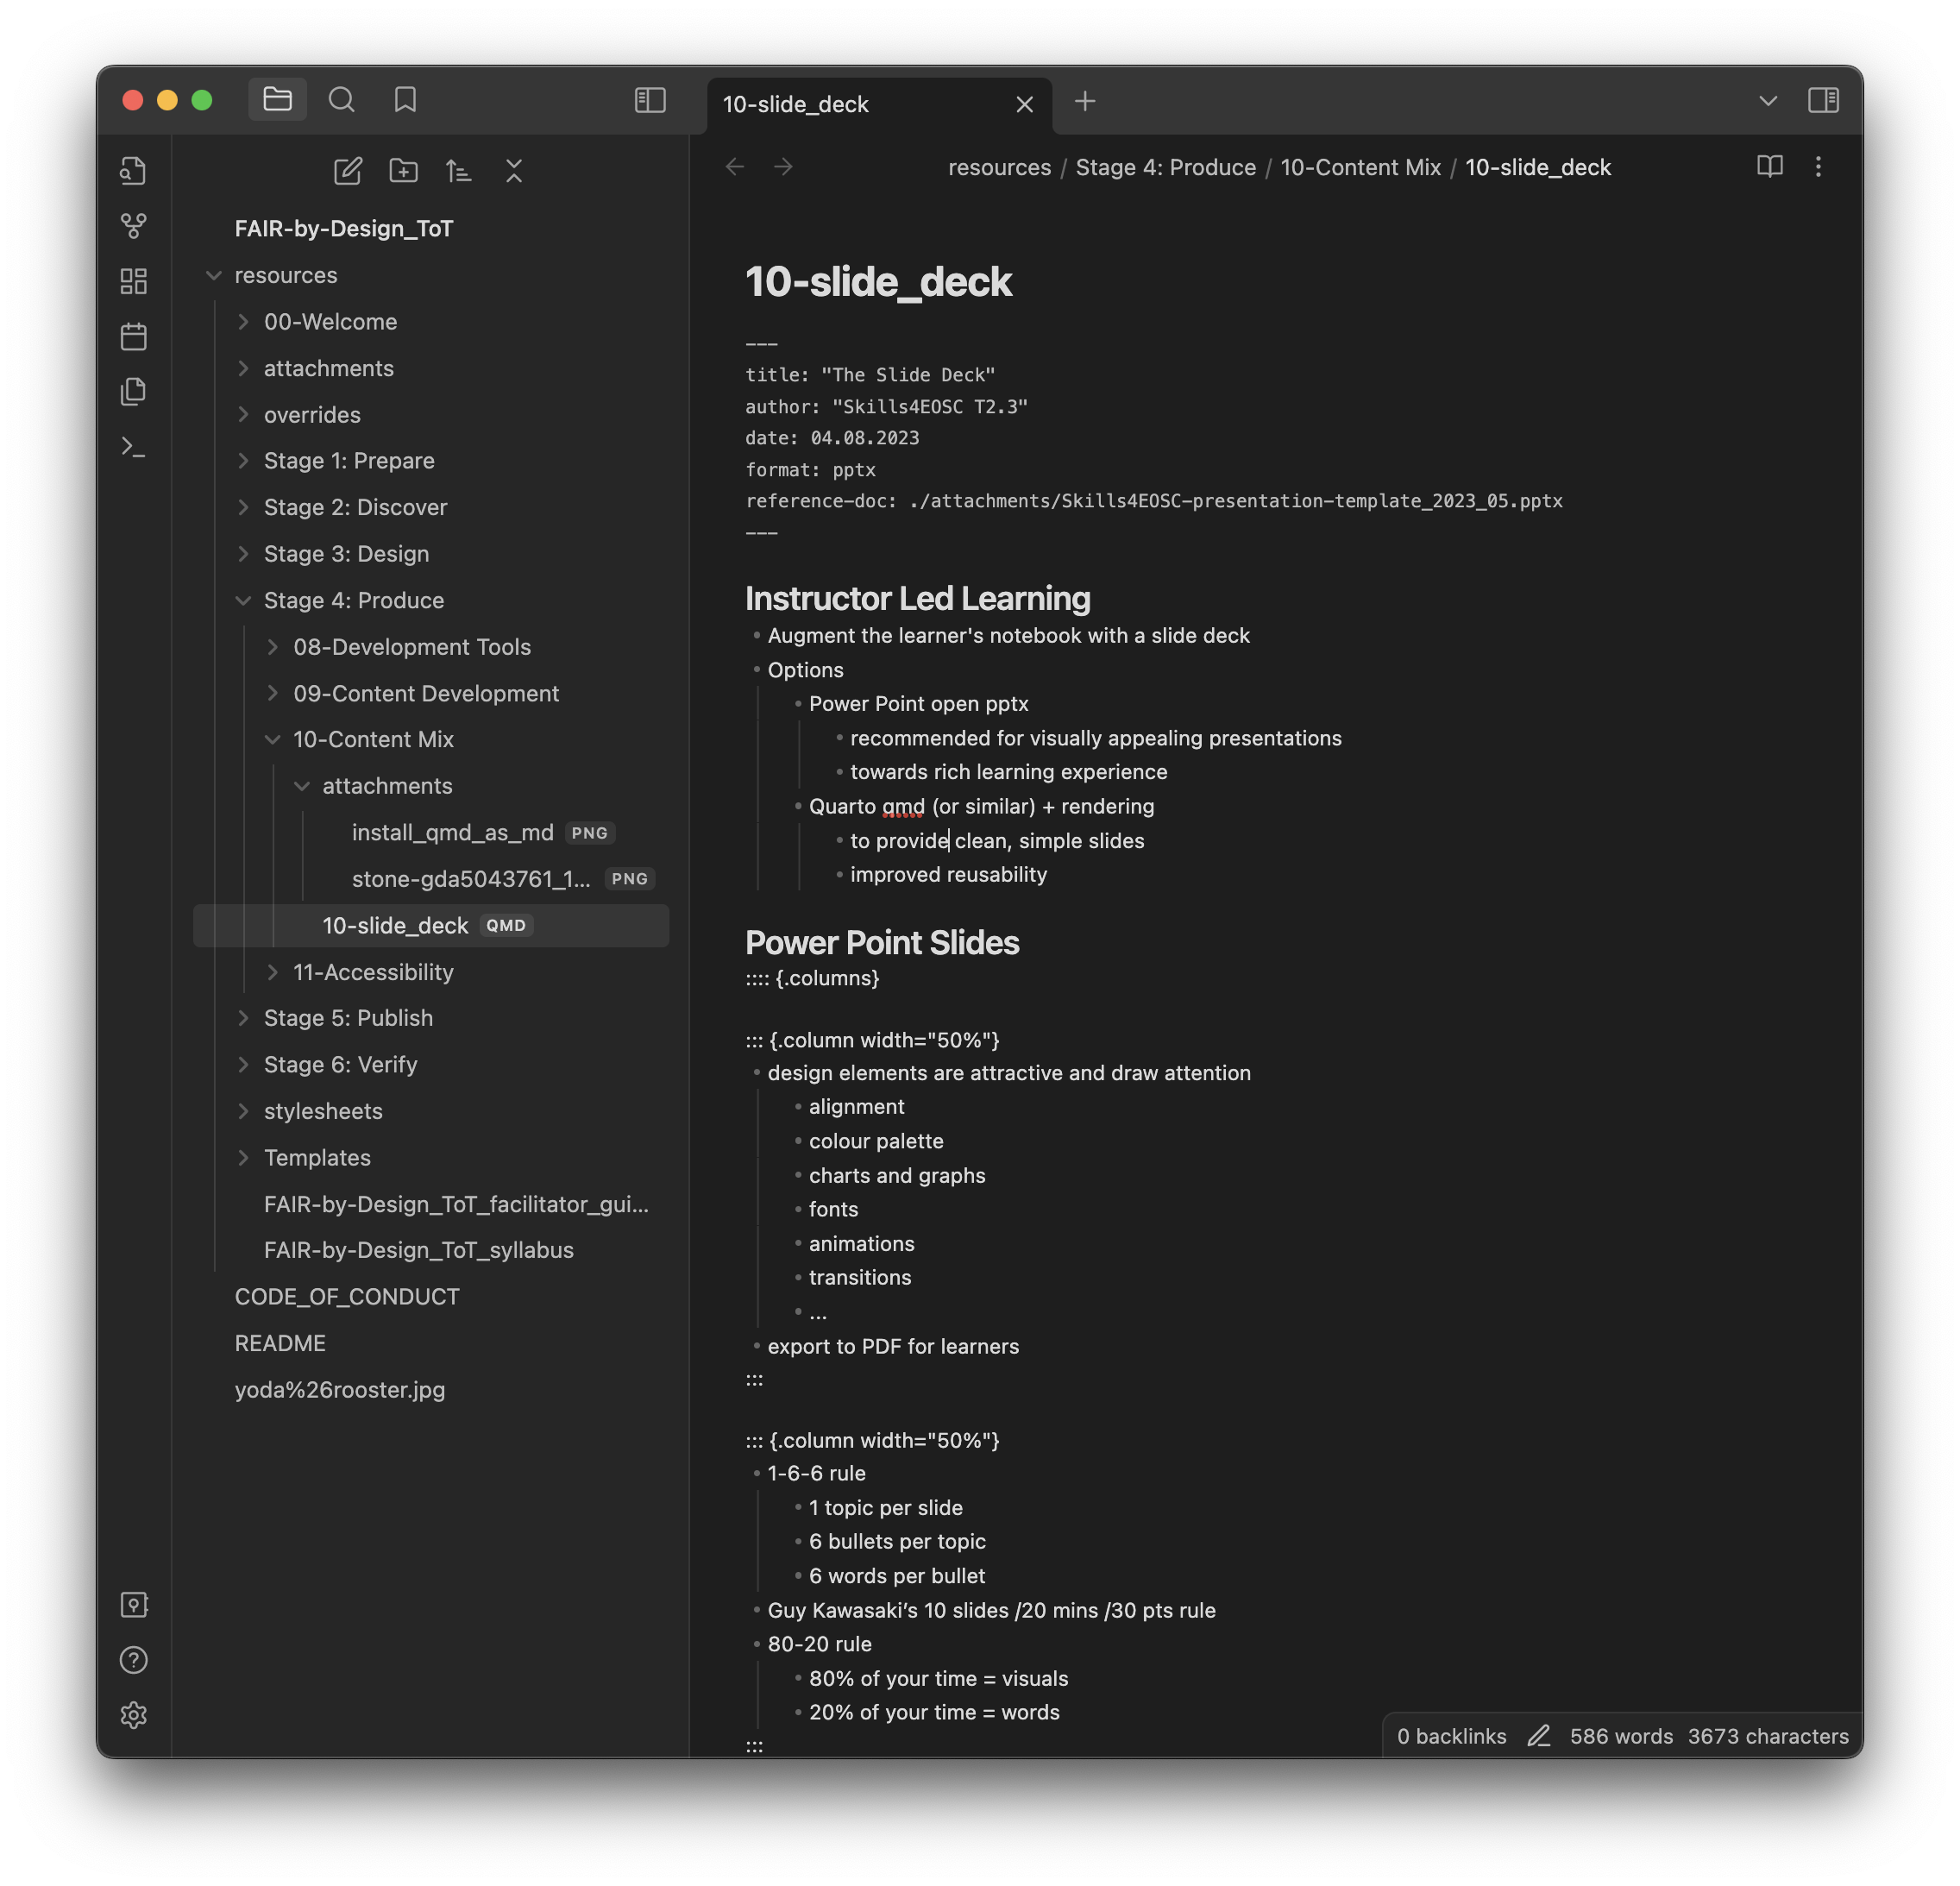 10-slide_deck
FAIR-by-Design_ToT
resources
00-Welcome
attachments
overrides
Stage 1: Prepare
Stage 2: Discover
Stage 3: Design
Stage 4: Produce
08-Development Tools
09-Content Development
10-Content Mix
attachments
install_qmd_as_md PNG
stone-gda5043761_1... PNG
10-slide_deck QMD
11-Accessibility
Stage 5: Publish
Stage 6: Verify
stylesheets
Templates
FAIR-by-Design_ToT_facilitator_gui...
FAIR-by-Design_ToT_syllabus
CODE_OF_CONDUCT
README
yoda%26rooster.jpg
resources / Stage 4: Produce / 10-Content Mix / 10-slide_deck
10-slide_deck
---
title: "The Slide Deck"
author: "Skills4EOSC T2.3"
date: 04.08.2023
format: pptx
reference-doc: ./attachments/Skills4EOSC-presentation-template_2023_05.pptx
---
Instructor Led Learning
• Augment the learner's notebook with a slide deck
• Options
• Power Point open pptx
• recommended for visually appealing presentations
• towards rich learning experience
• Quarto qmd (or similar) + rendering
• to provide clean, simple slides
• improved reusability
Power Point Slides
:::: {.columns}
::: {.column width="50%"}
• design elements are attractive and draw attention
• alignment
• colour palette
• charts and graphs
• fonts
• animations
• transitions
• ...
• export to PDF for learners
:::
::: {.column width="50%"}
• 1-6-6 rule
• 1 topic per slide
• 6 bullets per topic
• 6 words per bullet
• Guy Kawasaki’s 10 slides /20 mins /30 pts rule
• 80-20 rule
• 80% of your time = visuals
• 20% of your time = words
:::
0 backlinks 586 words 3673 characters